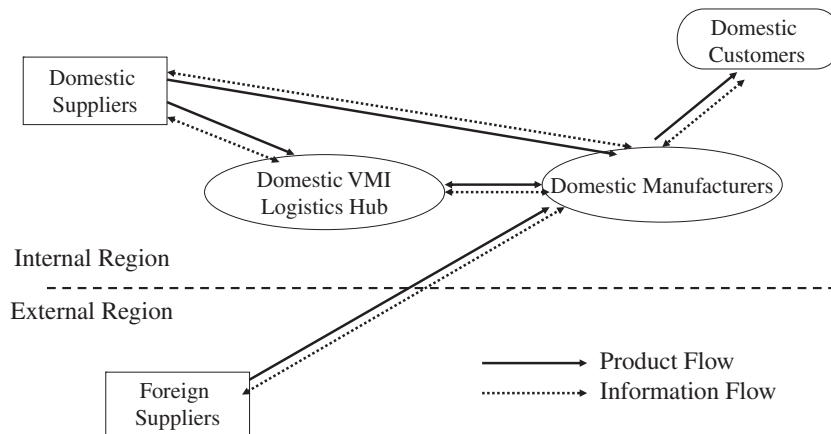 Domestic
Customers
Domestic
Suppliers
Domestic VMI
Logistics Hub
Domestic Manufacturers
Internal Region
External Region
Foreign
Suppliers
Product Flow
Information Flow